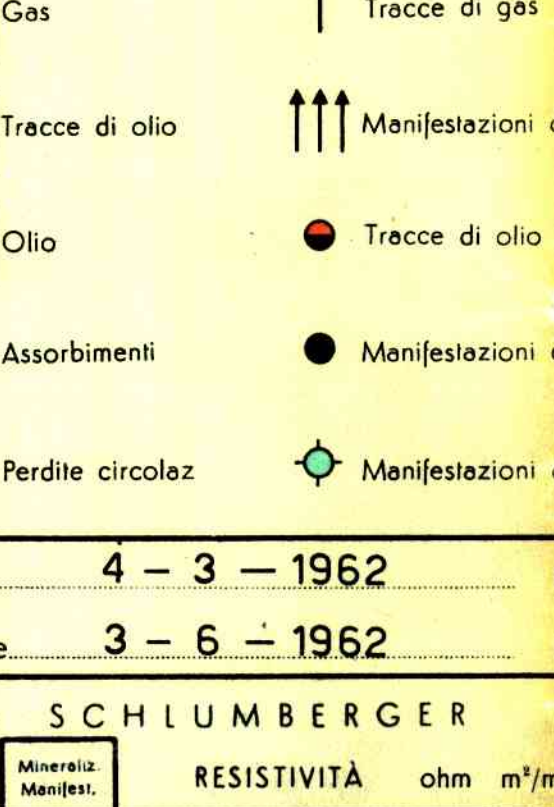 Gas Tracce di gas
Tracce di olio Manifestazioni
Olio Tracce di olio
Assorbimenti Manifestazioni
Perdite circolaz Manifestazioni
4 – 3 – 1962
3 – 6 – 1962
SCHLUMBERGER
Mineraliz.
Manifest.
RESISTIVITÀ ohm m²/m